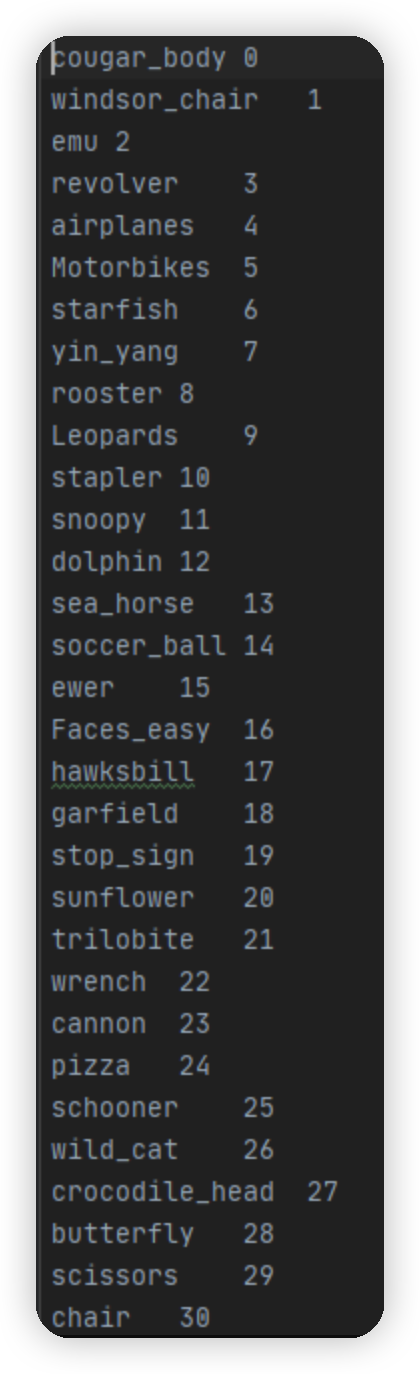 cougar_body 0
windsor_chair 1
emu 2
revolver 3
airplanes 4
Motorbikes 5
starfish 6
yin_yang 7
rooster 8
Leopards 9
stapler 10
snoopy 11
dolphin 12
sea_horse 13
soccer_ball 14
ewer 15
Faces_easy 16
hawksbill 17
garfield 18
stop_sign 19
sunflower 20
trilobite 21
wrench 22
cannon 23
pizza 24
schooner 25
wild_cat 26
crocodile_head 27
butterfly 28
scissors 29
chair 30